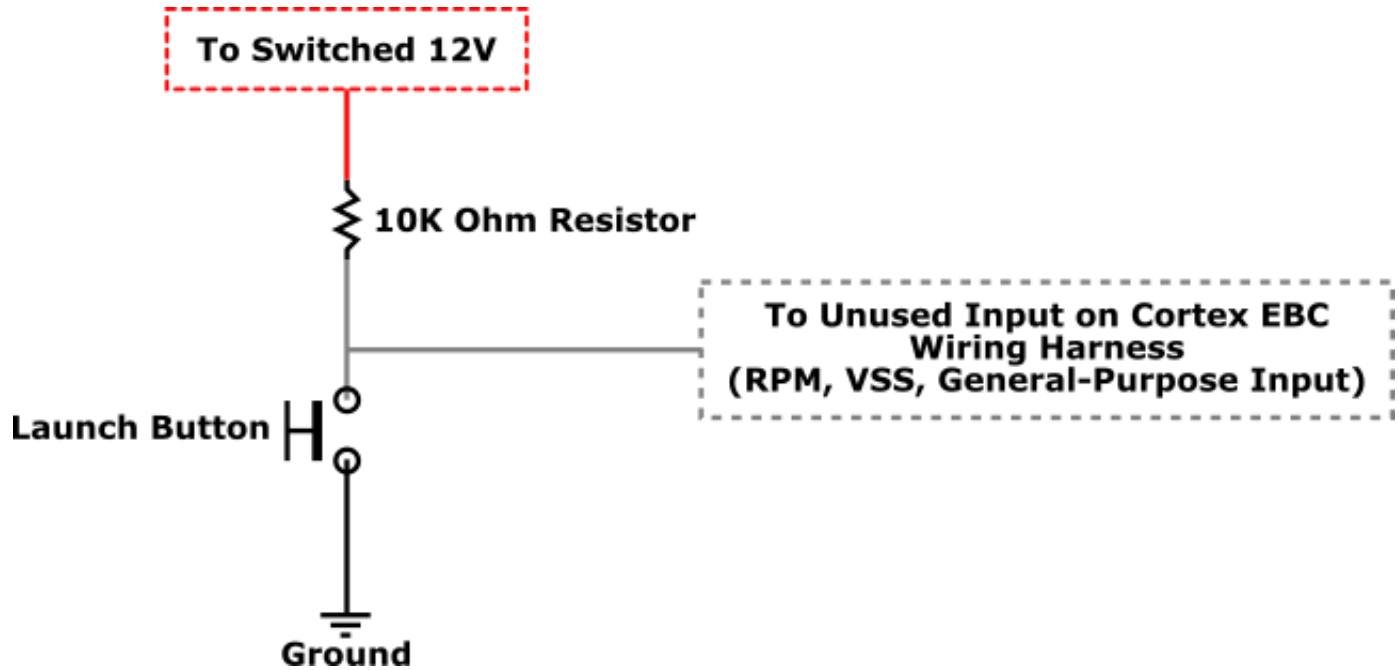 To Switched 12V
10K Ohm Resistor
To Unused Input on Cortex EBC
Wiring Harness
(RPM, VSS, General-Purpose Input)
Launch Button
Ground